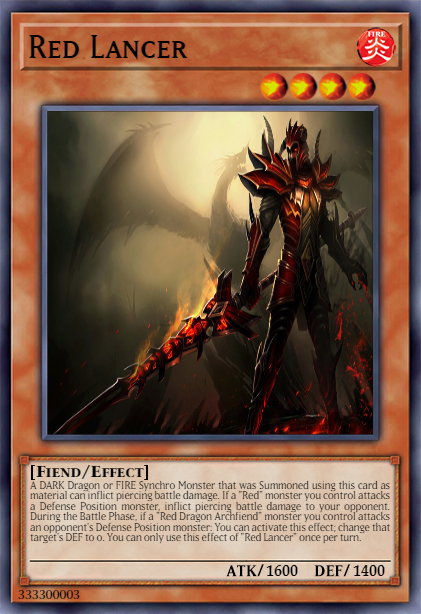 Red Lancer
FIRE
炎
[Fiend/Effect]
A DARK Dragon or FIRE Synchro Monster that was Summoned using this card as
material can inflict piercing battle damage. If a "Red" monster you control attacks
a Defense Position monster, inflict piercing battle damage to your opponent.
During the Battle Phase, if a "Red Dragon Archfiend" monster you control attacks
an opponent's Defense Position monster: You can activate this effect; change that
target's DEF to 0. You can only use this effect of "Red Lancer" once per turn.
ATK/1600 DEF/1400
333300003